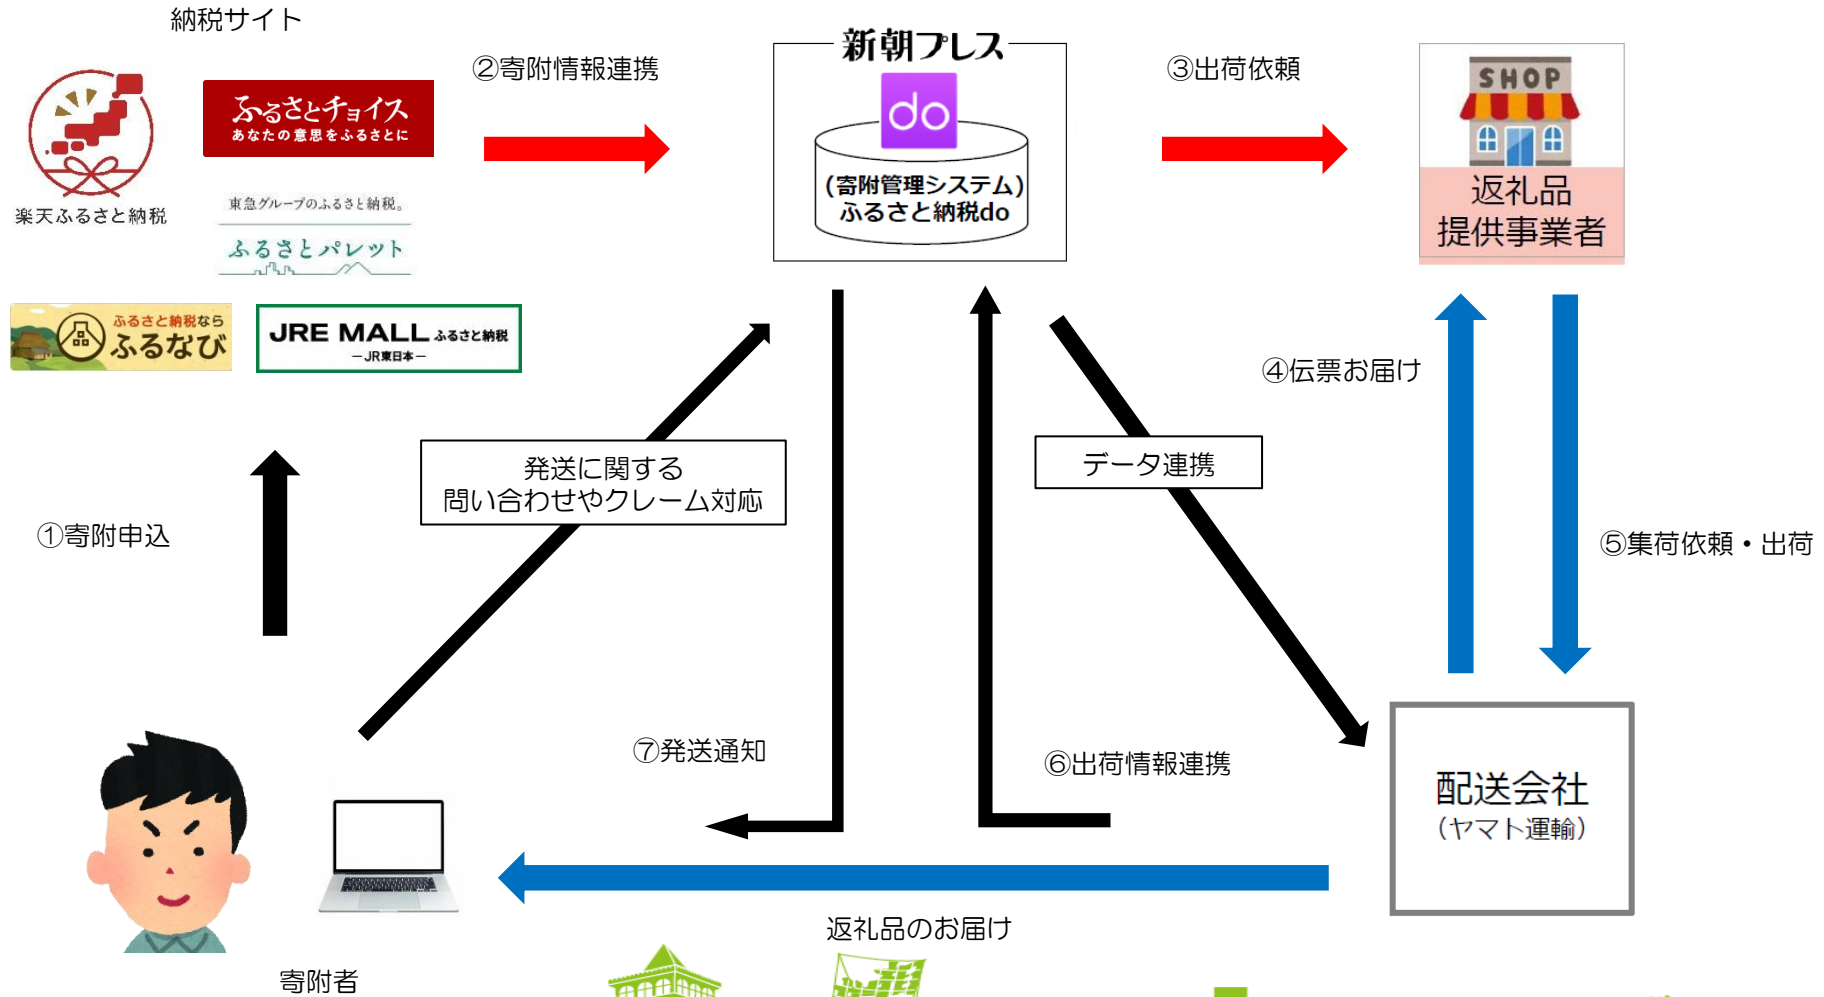 納税サイト
楽天ふるさと納税
ふるさとチョイス
あなたの意思をふるさとに
東急グループのふるさと納税。
ふるさとパレット
ふるさと納税なら
ふるなび
JRE MALL ふるさと納税
－JR東日本－
②寄附情報連携
新朝プレス
do
(寄附管理システム)
ふるさと納税do
③出荷依頼
SHOP
返礼品
提供事業者
④伝票お届け
発送に関する
問い合わせやクレーム対応
データ連携
①寄附申込
⑤集荷依頼・出荷
⑦発送通知
⑥出荷情報連携
配送会社
（ヤマト運輸）
返礼品のお届け
寄附者